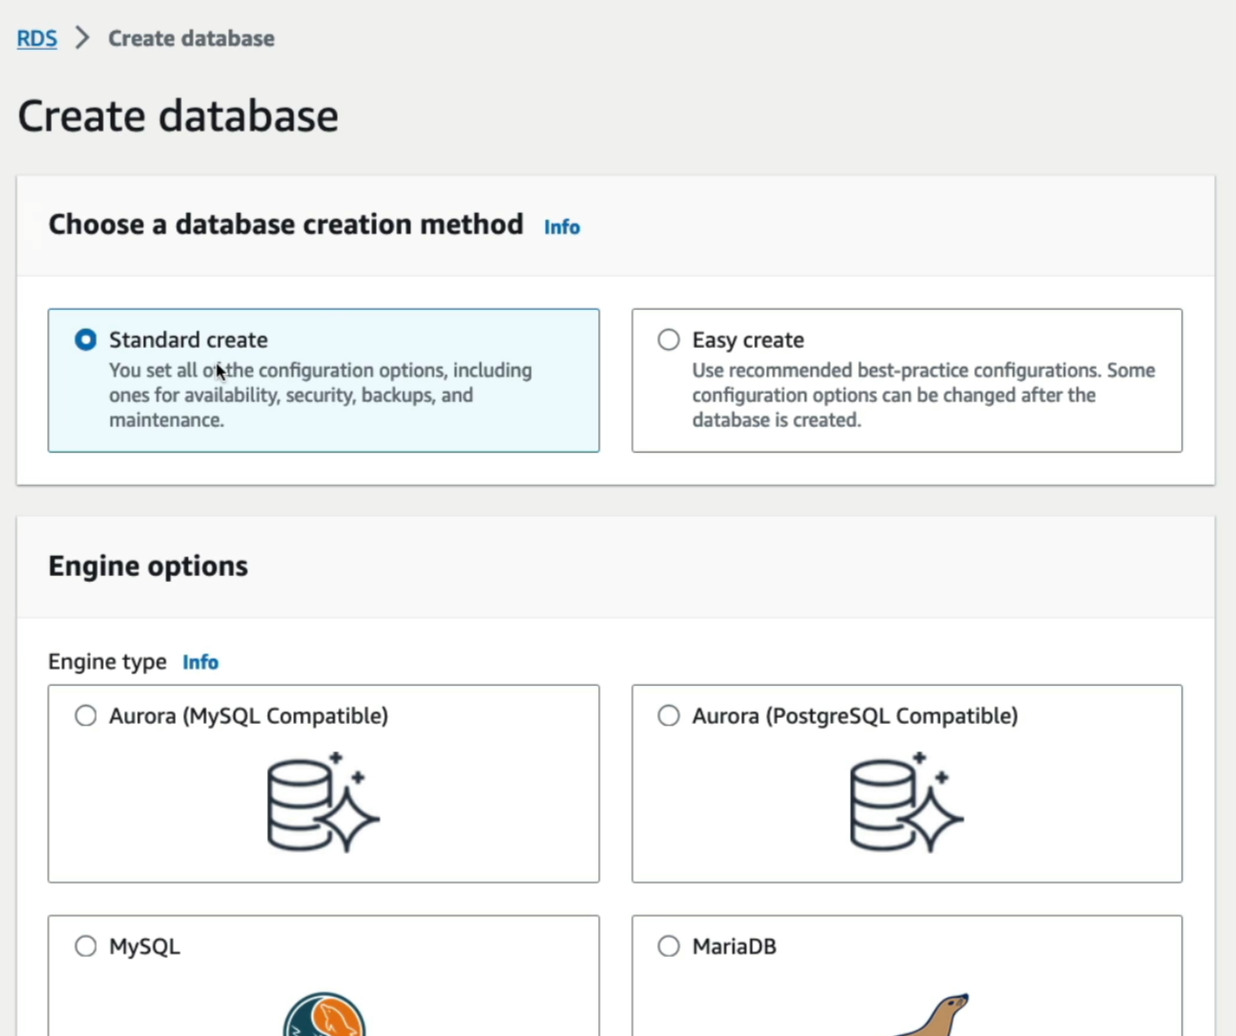 RDS > Create database
Create database
Choose a database creation method Info
Standard create
You set all of the configuration options, including
ones for availability, security, backups, and
maintenance.
Easy create
Use recommended best-practice configurations. Some
configuration options can be changed after the
database is created.
Engine options
Engine type Info
Aurora (MySQL Compatible)
Aurora (PostgreSQL Compatible)
MySQL
MariaDB